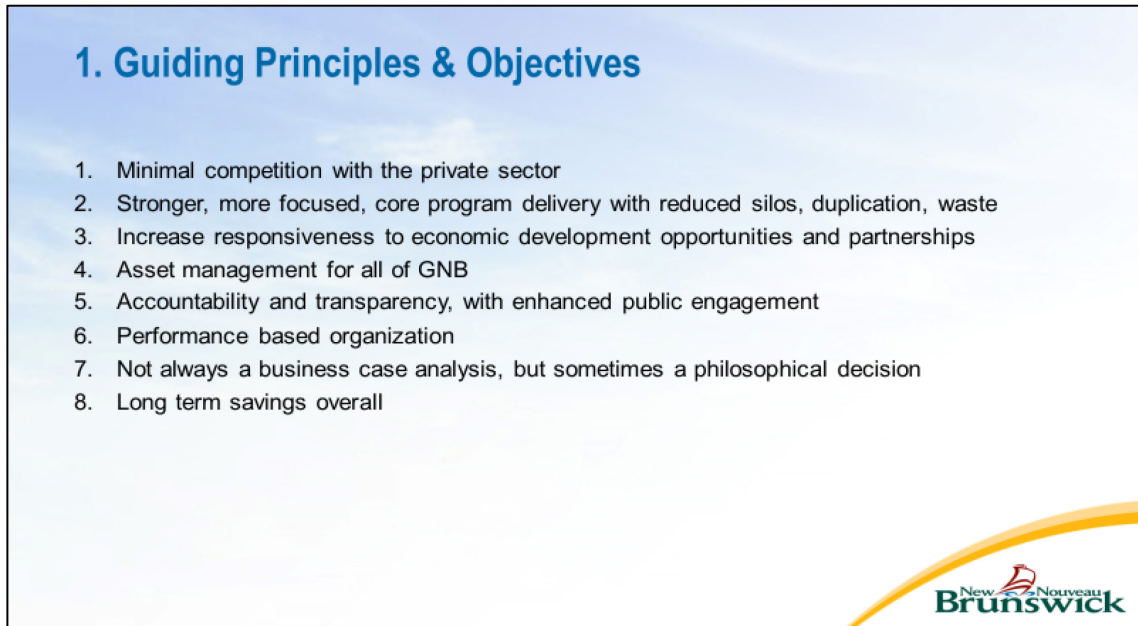 1. Guiding Principles & Objectives
1. Minimal competition with the private sector
2. Stronger, more focused, core program delivery with reduced silos, duplication, waste
3. Increase responsiveness to economic development opportunities and partnerships
4. Asset management for all of GNB
5. Accountability and transparency, with enhanced public engagement
6. Performance based organization
7. Not always a business case analysis, but sometimes a philosophical decision
8. Long term savings overall
New Nouveau
Brunswick